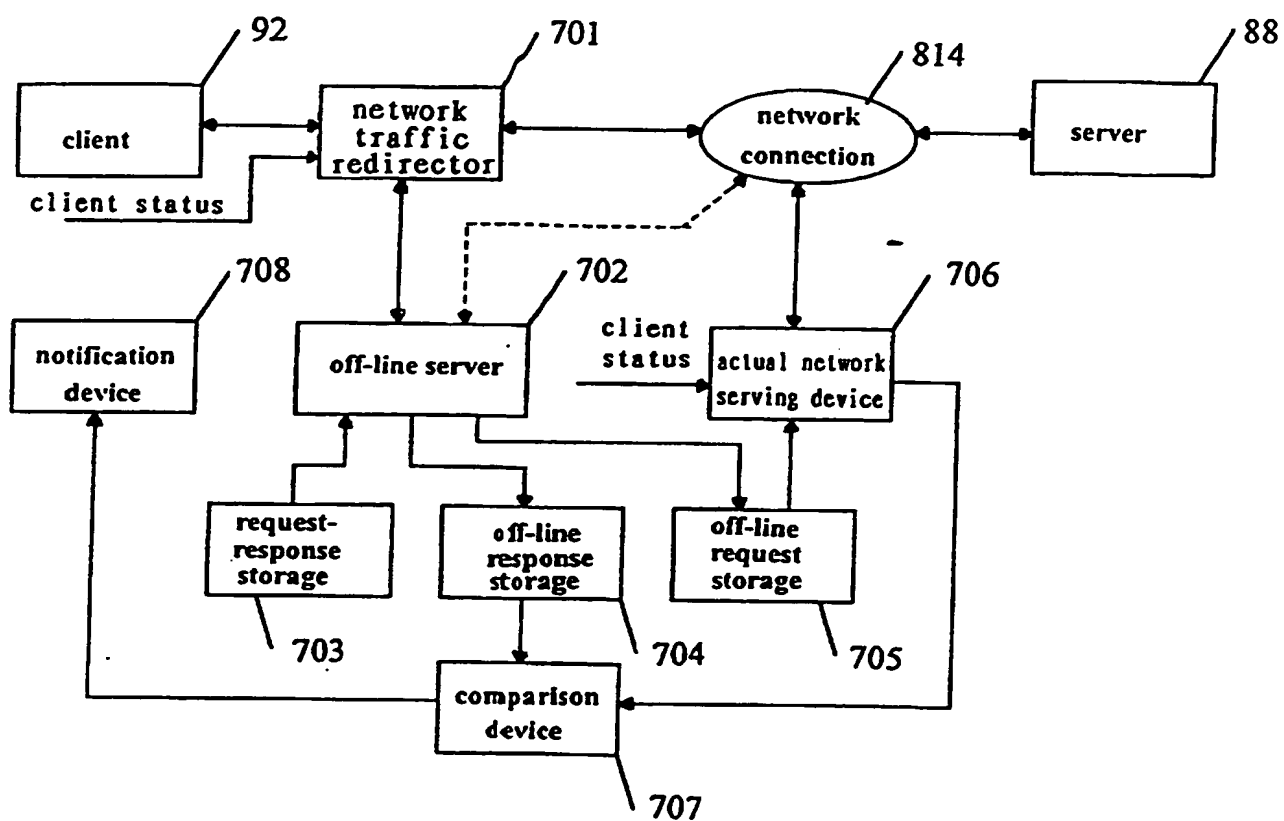 92
701
814
88
client
network
traffic
redirector
network
connection
server
client status
708
702
706
notification
device
off-line server
client
status
actual network
serving device
request-
response
storage
off-line
response
storage
off-line
request
storage
703
704
705
comparison
device
707